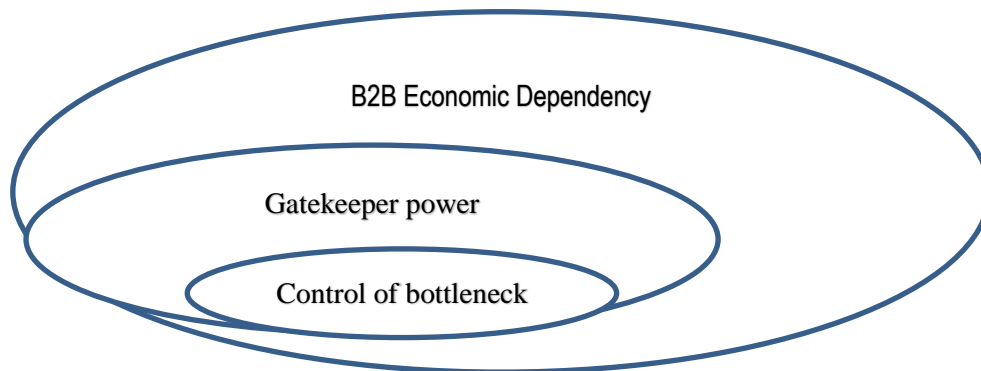 B2B Economic Dependency
Gatekeeper power
Control of bottleneck